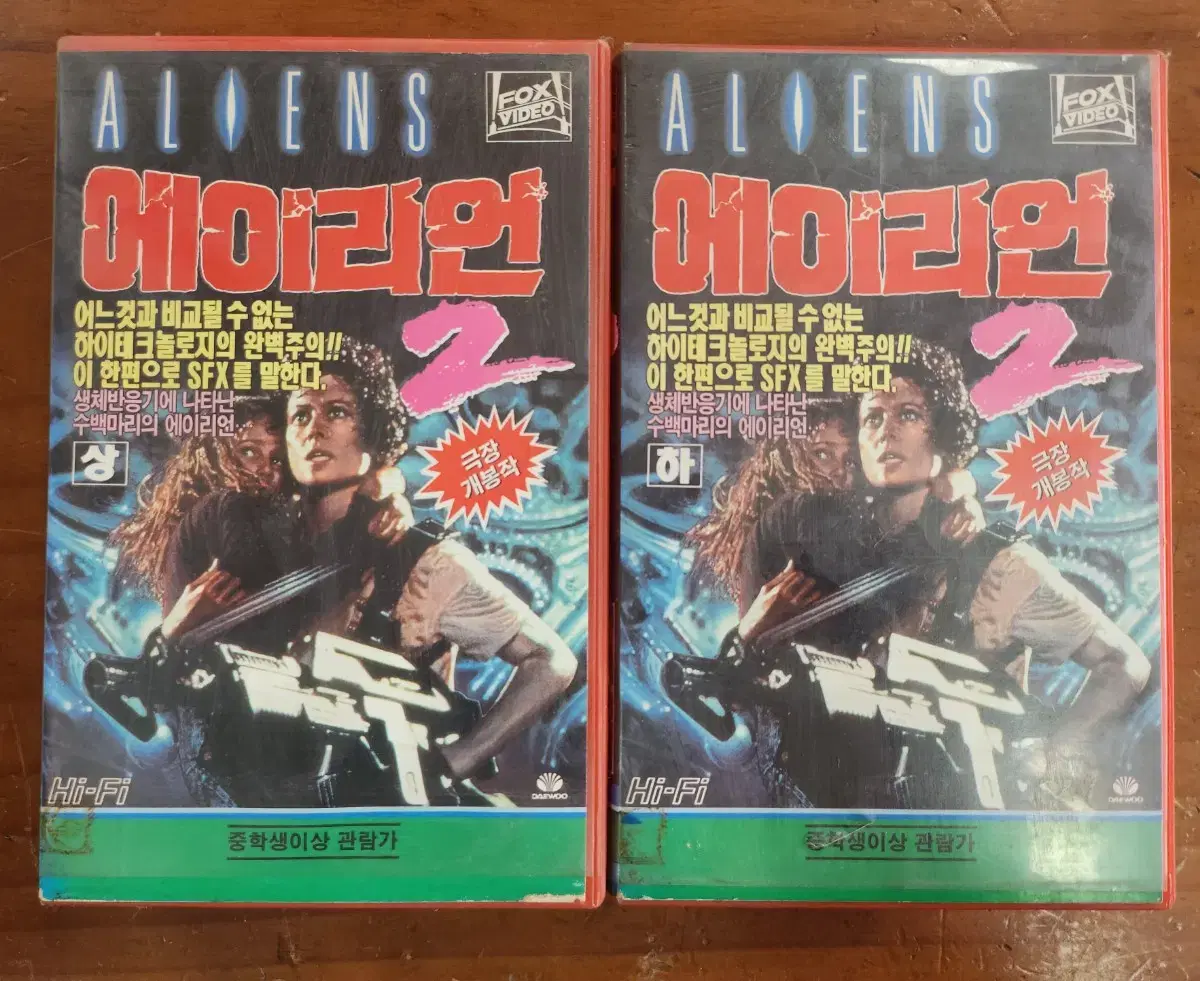 ALIENS
FOX
VIDEO
에이리언
2
어느것과 비교될 수 없는
하이테크놀로지의 완벽주의!!
이 한편으로 SFX를 말한다.
생체반응기에 나타난
수백마리의 에이리언...
상
극장
개봉작
Hi-Fi
DAEWOO
중학생이상 관람가
ALIENS
FOX
VIDEO
에이리언
2
어느것과 비교될 수 없는
하이테크놀로지의 완벽주의!!
이 한편으로 SFX를 말한다.
생체반응기에 나타난
수백마리의 에이리언...
하
극장
개봉작
Hi-Fi
DAEWOO
중학생이상 관람가